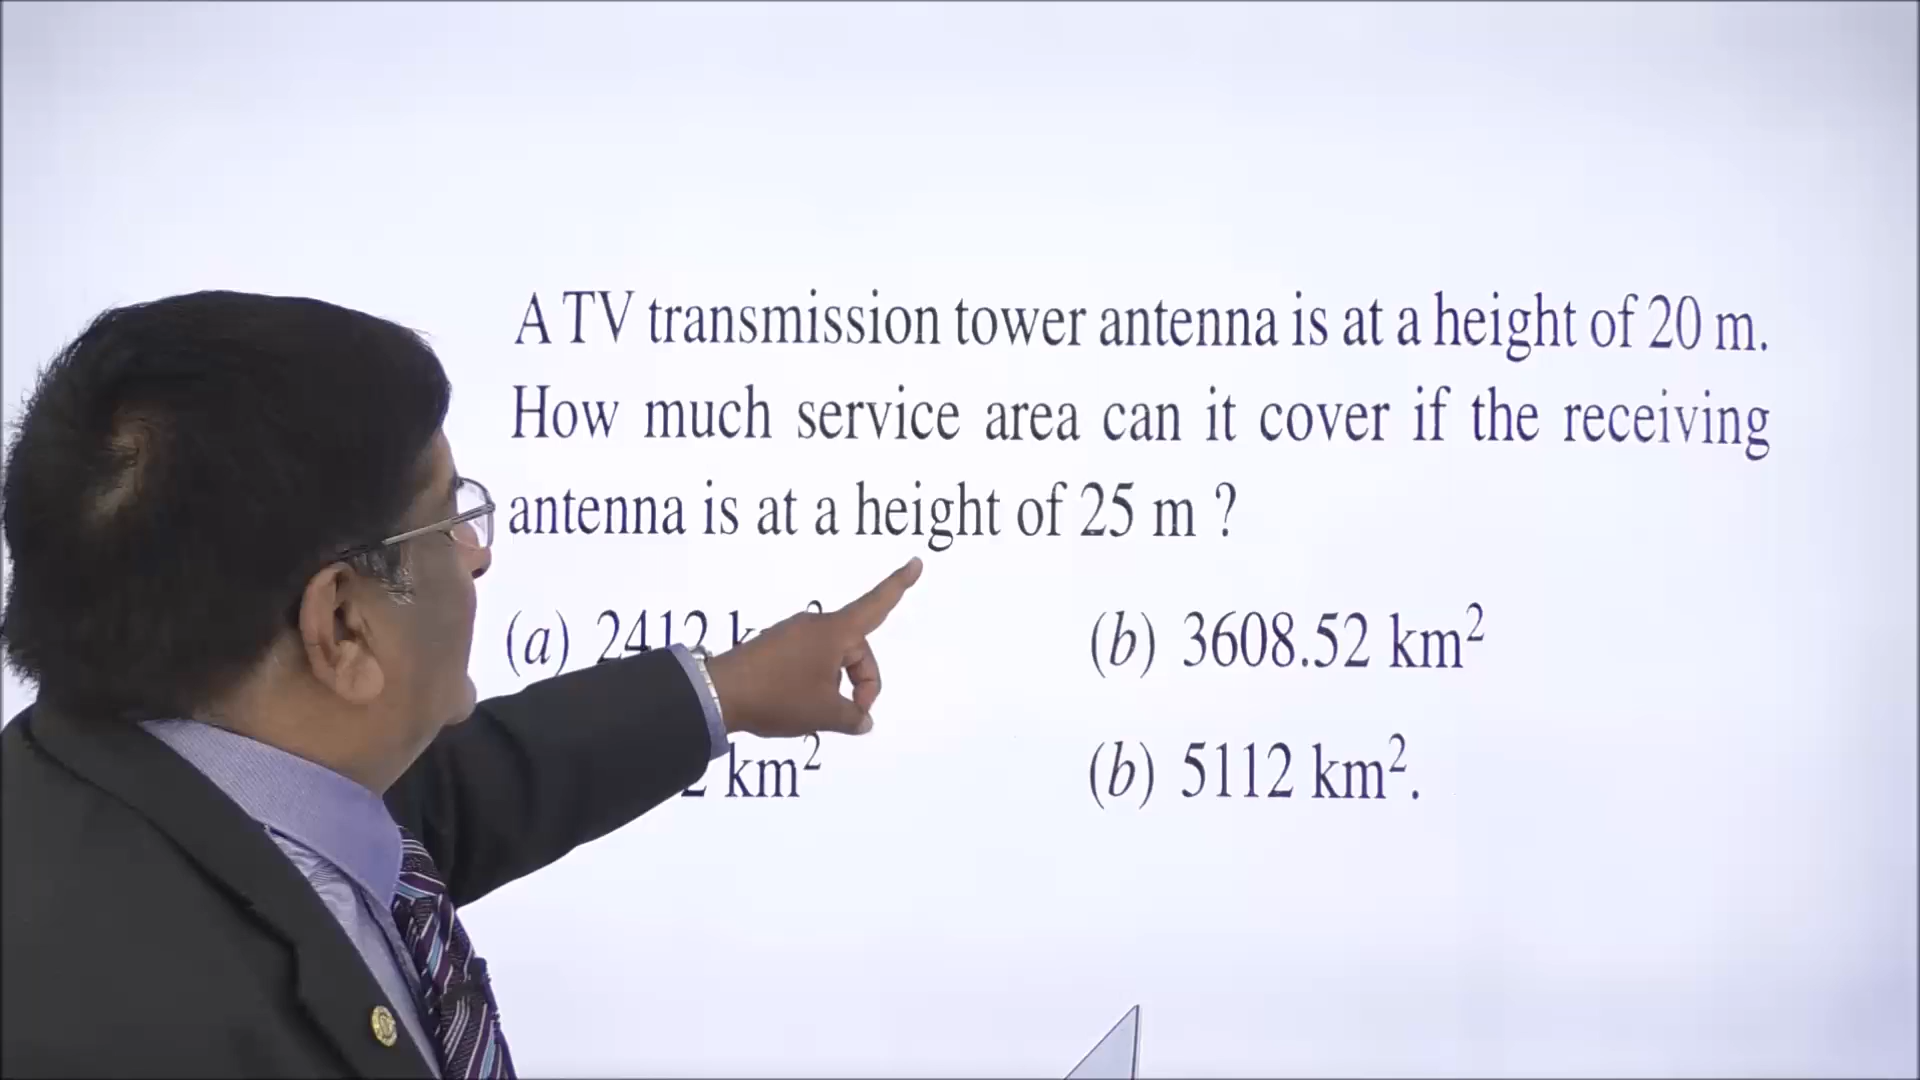 A TV transmission tower antenna is at a height of 20 m.
How much service area can it cover if the receiving
antenna is at a height of 25 m ?
(a) 2412
(b) 3608.52 km²
km²
(b) 5112 km².